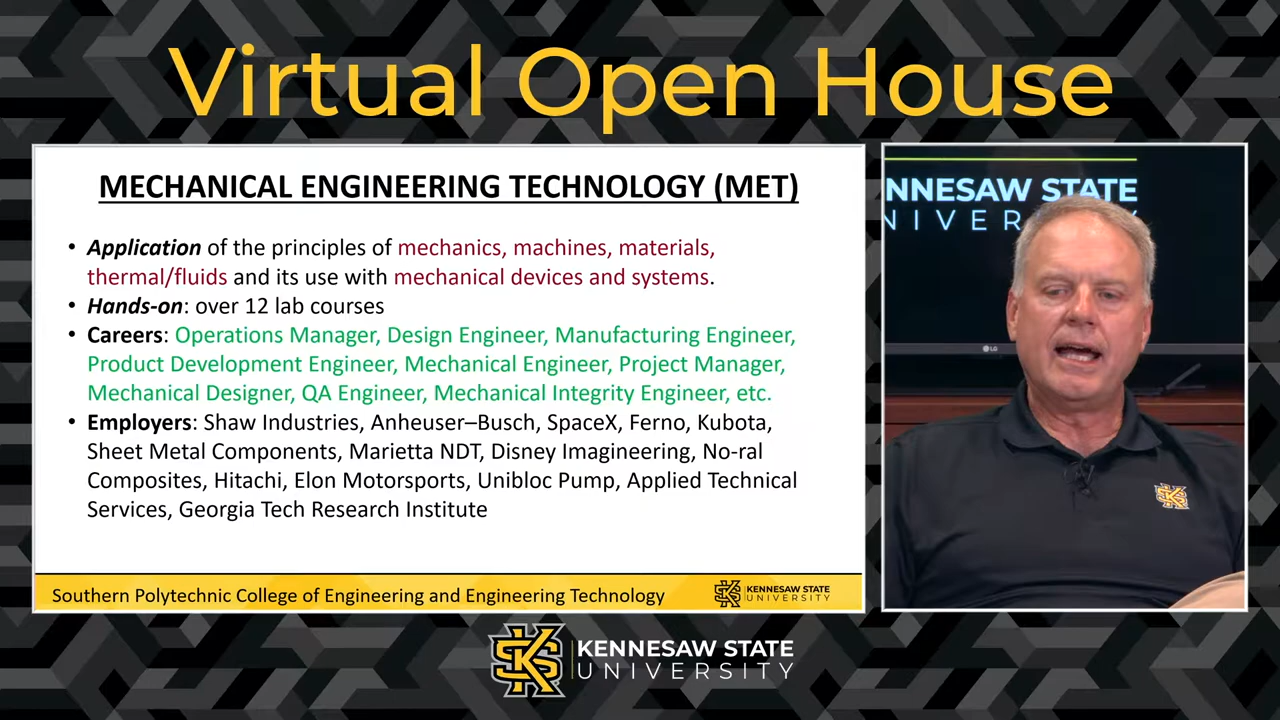 Virtual Open House
MECHANICAL ENGINEERING TECHNOLOGY (MET)
• Application of the principles of mechanics, machines, materials,
thermal/fluids and its use with mechanical devices and systems.
• Hands-on: over 12 lab courses
• Careers: Operations Manager, Design Engineer, Manufacturing Engineer,
Product Development Engineer, Mechanical Engineer, Project Manager,
Mechanical Designer, QA Engineer, Mechanical Integrity Engineer, etc.
• Employers: Shaw Industries, Anheuser–Busch, SpaceX, Ferno, Kubota,
Sheet Metal Components, Marietta NDT, Disney Imagineering, No-ral
Composites, Hitachi, Elon Motorsports, Unibloc Pump, Applied Technical
Services, Georgia Tech Research Institute
Southern Polytechnic College of Engineering and Engineering Technology
KS
KENNESAW STATE
UNIVERSITY
NNESAW STATE
NIVER Y
LG
KS
KS
KENNESAW STATE
UNIVERSITY